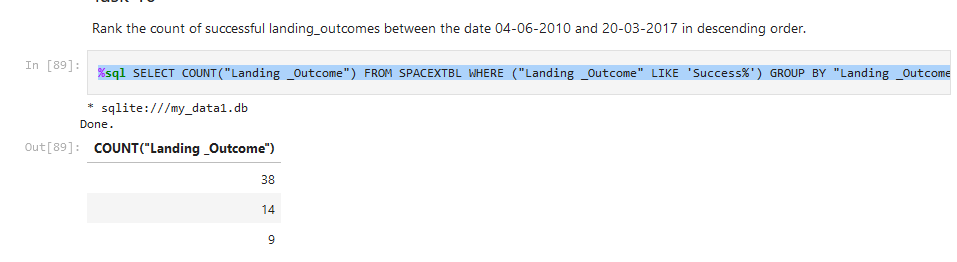 Rank the count of successful landing_outcomes between the date 04-06-2010 and 20-03-2017 in descending order.
In [89]: %sql SELECT COUNT("Landing _Outcome") FROM SPACEXTBL WHERE ("Landing _Outcome" LIKE 'Success%') GROUP BY "Landing _Outcome
* sqlite:///my_data1.db
Done.
Out[89]: COUNT("Landing _Outcome")
38
14
9